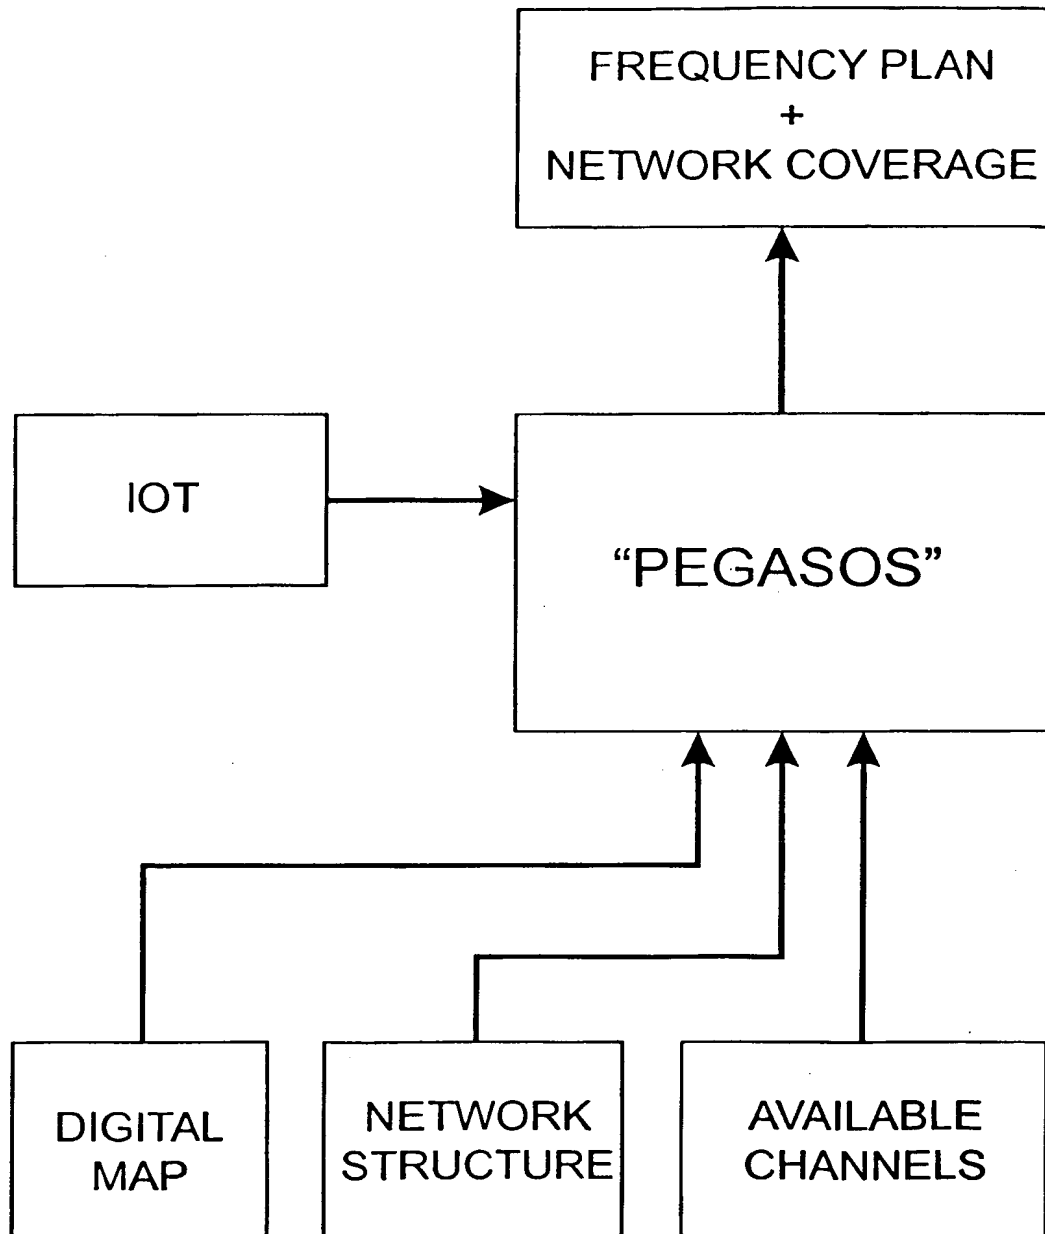 FREQUENCY PLAN
+
NETWORK COVERAGE
IOT
“PEGASOS”
DIGITAL
MAP
NETWORK
STRUCTURE
AVAILABLE
CHANNELS